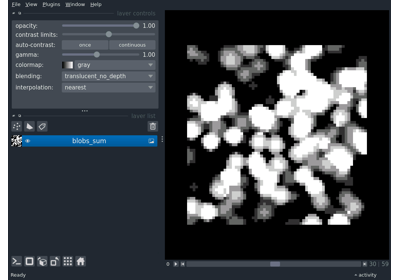 File View Plugins Window Help
layer controls
opacity: 1.00
contrast limits:
auto-contrast: once continuous
gamma: 1.00
colormap: gray
blending: translucent_no_depth
interpolation: nearest
layer list
blobs_sum
30 59
Ready
activity